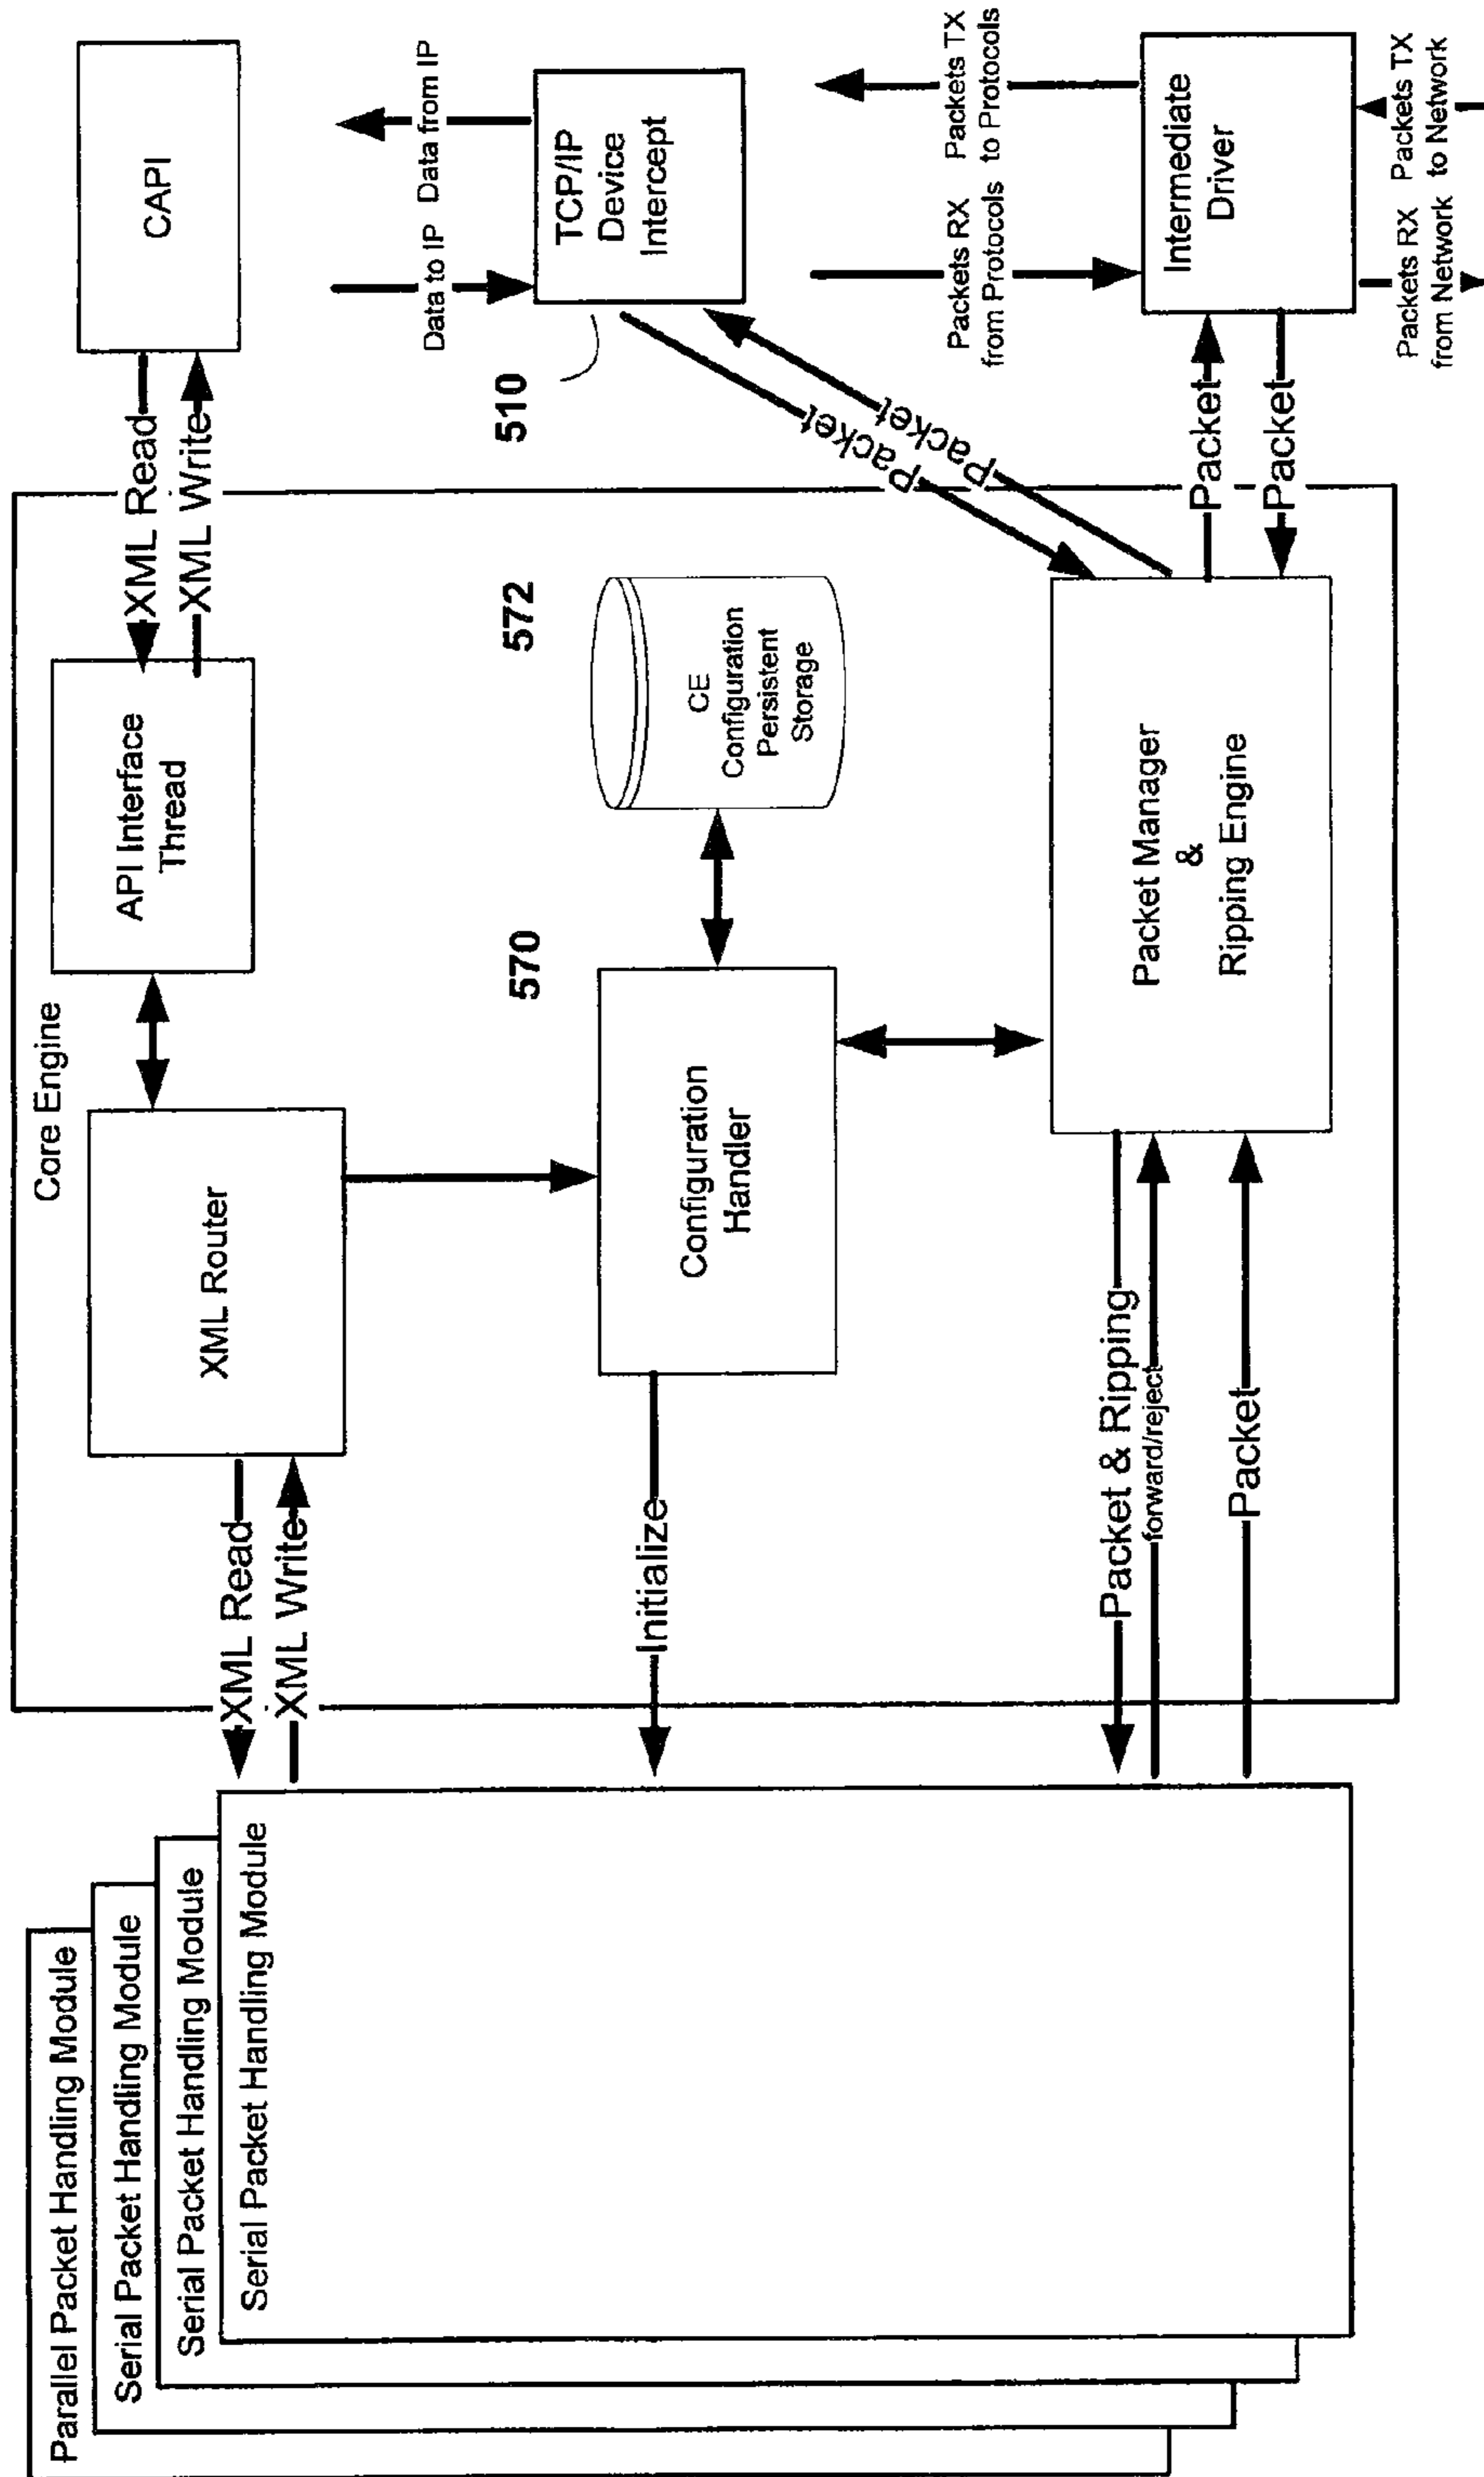 Parallel Packet Handling Module
Serial Packet Handling Module
Serial Packet Handling Module
Serial Packet Handling Module
XML Read
XML Write
Initialize
Packet & Ripping
forward/reject
Packet
Core Engine
XML Router
API Interface
Thread
570
Configuration
Handler
572
CE
Configuration
Persistent
Storage
Packet Manager
&
Ripping Engine
XML Read
XML Write
CAPI
Data to IP
Data from IP
510
TCP/IP
Device
Intercept
Packet
Packet
Packets RX
from Protocols
Packets TX
to Protocols
Packet
Packet
Intermediate
Driver
Packets RX
from Network
Packets TX
to Network